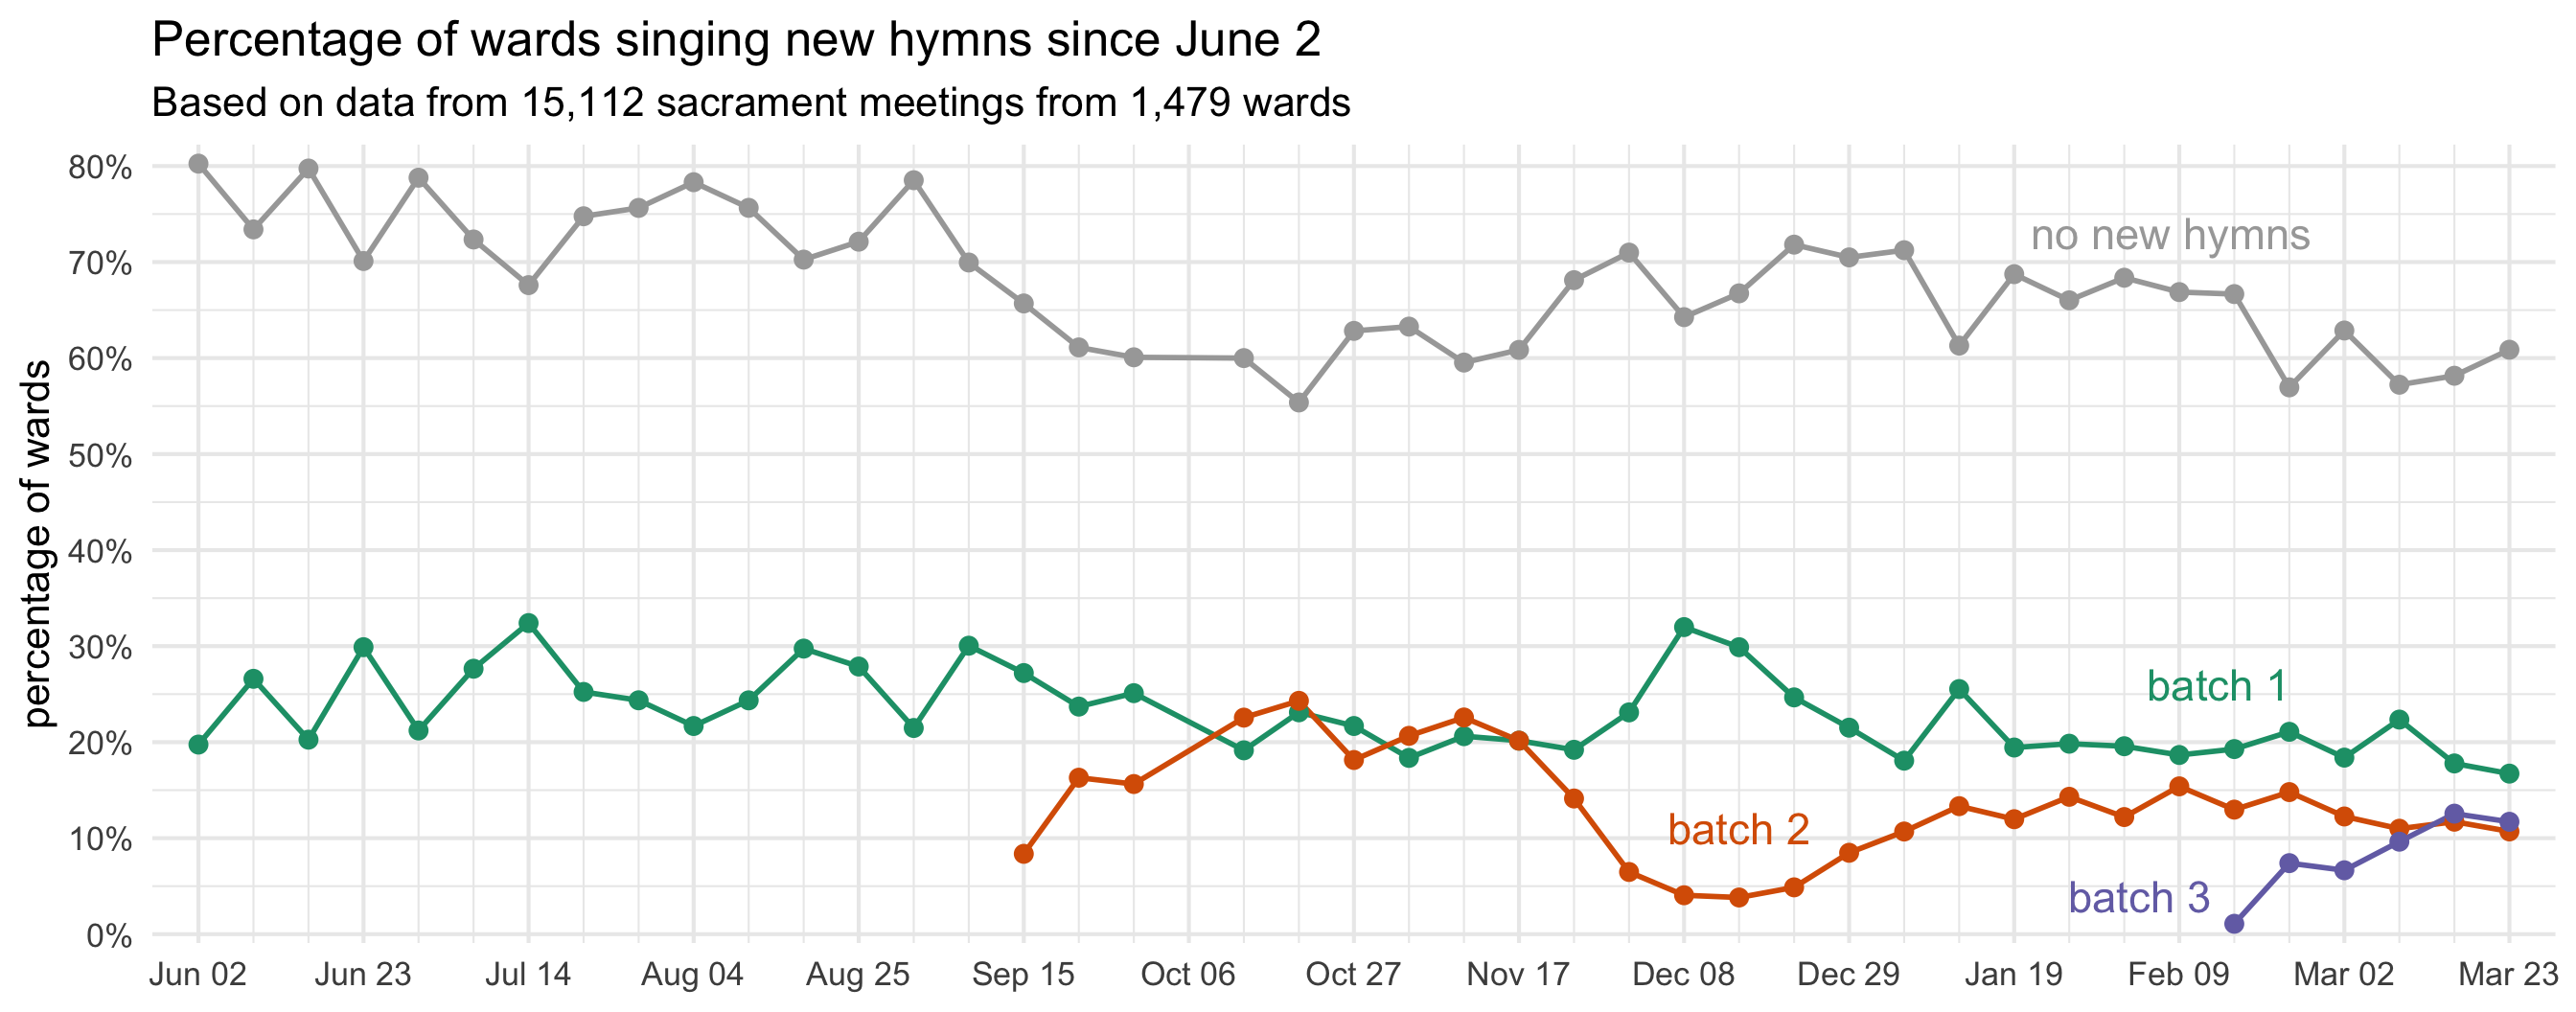 Percentage of wards singing new hymns since June 2
Based on data from 15,112 sacrament meetings from 1,479 wards
percentage of wards
80%
70%
60%
50%
40%
30%
20%
10%
0%
no new hymns
batch 1
batch 2
batch 3
Jun 02 Jun 23 Jul 14 Aug 04 Aug 25 Sep 15 Oct 06 Oct 27 Nov 17 Dec 08 Dec 29 Jan 19 Feb 09 Mar 02 Mar 23